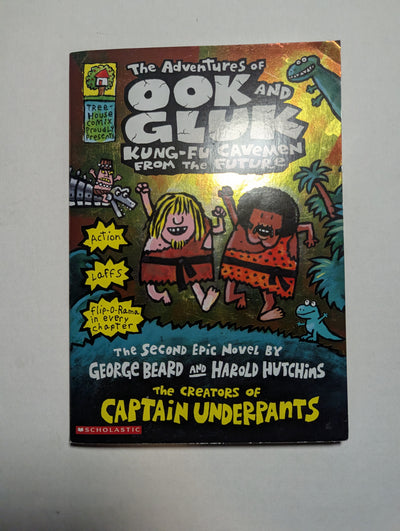 TREE-
HOUSE
COMIX
PROUDLY
PRESENTS
The Adventures of
OOK AND
GLUK
KUNG-FU CAVEMEN
FROM THE FUTURE
Action
Laffs
Flip-O-Rama
in every
chapter
THE SECOND EPIC NOVEL BY
GEORGE BEARD AND HAROLD HUTCHINS
THE CREATORS OF
CAPTAIN UNDERPANTS
SCHOLASTIC